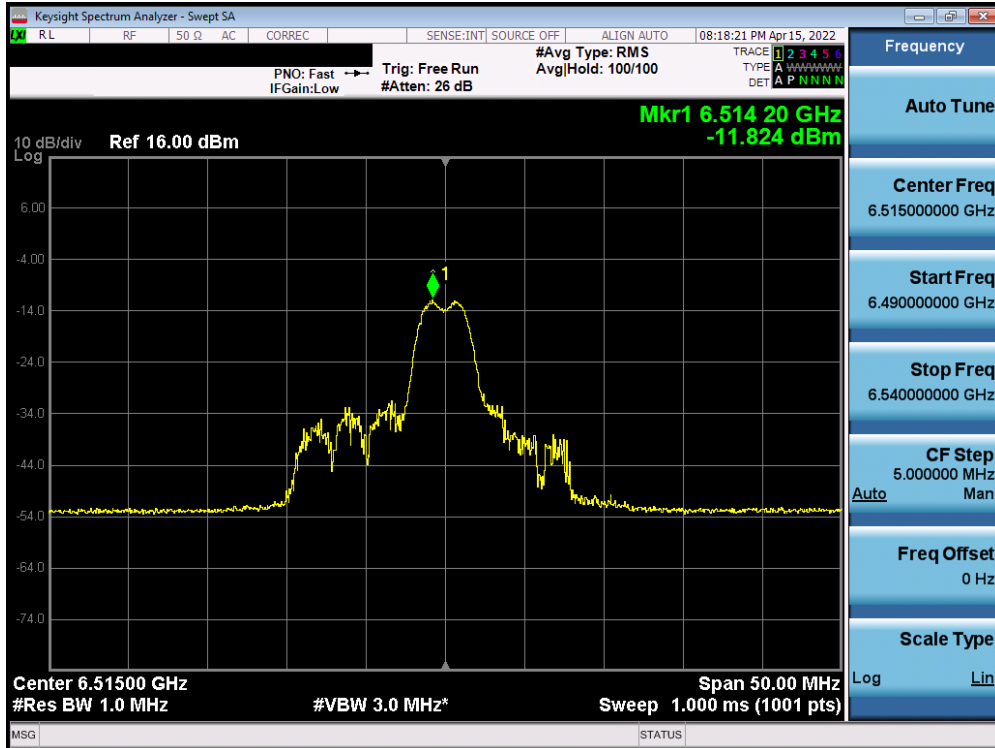 Keysight Spectrum Analyzer - Swept SA
LXI RL RF 50 Ω AC CORREC SENSE:INT SOURCE OFF ALIGN AUTO 08:18:21 PM Apr 15, 2022
PNO: Fast Trig: Free Run #Avg Type: RMS TRACE 1 2 3 4 5 6
IFGain:Low #Atten: 26 dB Avg|Hold: 100/100 TYPE A WWWWW
DET A P N N N N
Mkr1 6.514 20 GHz
-11.824 dBm
10 dB/div Ref 16.00 dBm
Log
6.00
-4.00
1
-14.0
-24.0
-34.0
-44.0
-54.0
-64.0
-74.0
Center 6.51500 GHz Span 50.00 MHz
#Res BW 1.0 MHz #VBW 3.0 MHz* Sweep 1.000 ms (1001 pts)
MSG STATUS
Frequency
Auto Tune
Center Freq
6.515000000 GHz
Start Freq
6.490000000 GHz
Stop Freq
6.540000000 GHz
CF Step
5.000000 MHz
Auto Man
Freq Offset
0 Hz
Scale Type
Log Lin